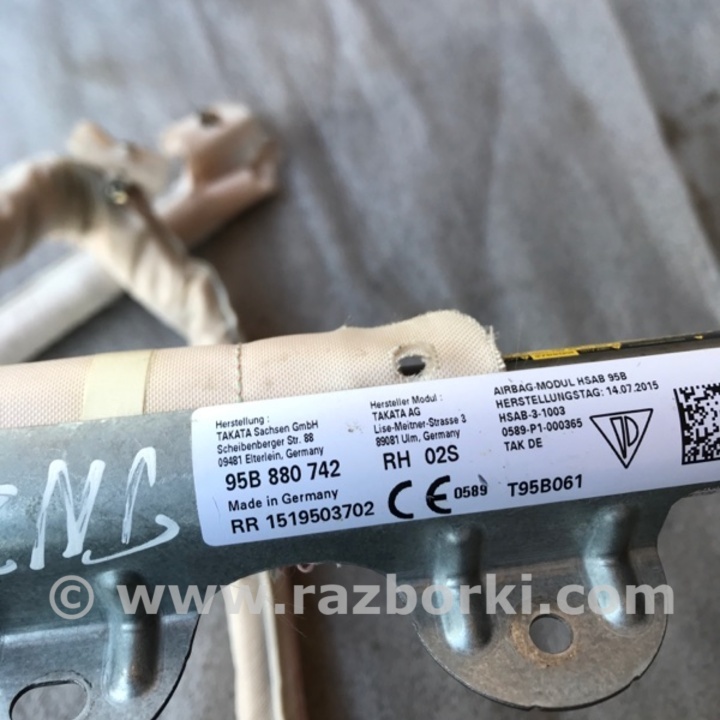 Herstellung :
TAKATA Sachsen GmbH
Scheibenberger Str. 88
09481 Elterlein, Germany
95B 880 742
Made in Germany
RR 1519503702
Hersteller Modul :
TAKATA AG
Lise-Meitner-Strasse 3
89081 Ulm, Germany
RH 02S
CE 0589
AIRBAG-MODUL HSAB 95B
HERSTELLUNGSTAG: 14.07.2015
HSAB-3-1003
0589-P1-000365
TAK DE
T95B061
© www.razborki.com